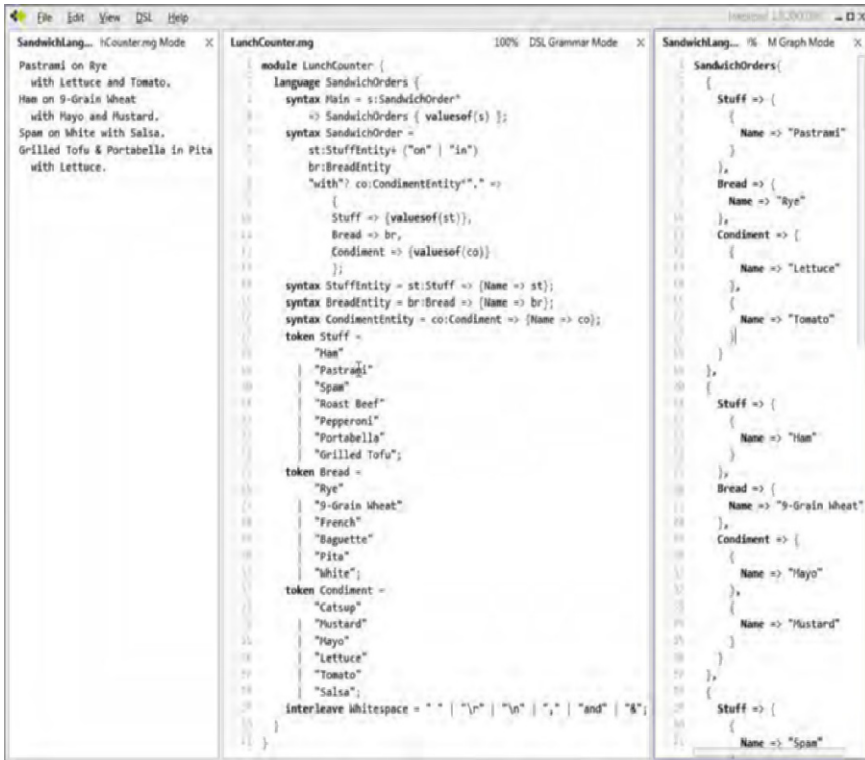 File Edit View DSL Help
SandwichLang... hCounter.mg Mode X
Pastrami on Rye
with Lettuce and Tomato.
Ham on 9-Grain Wheat
with Mayo and Mustard.
Spam on White with Salsa.
Grilled Tofu & Portabella in Pita
with Lettuce.
LunchCounter.mg 100% DSL Grammar Mode X
module LunchCounter {
language SandwichOrders {
syntax Main = s:SandwichOrder*
=> SandwichOrders { valuesof(s) };
syntax SandwichOrder =
st:StuffEntity+ ("on" | "in")
br:BreadEntity
"with"? co:CondimentEntity*"." =>
{
Stuff => {valuesof(st)},
Bread => br,
Condiment => {valuesof(co)}
};
syntax StuffEntity = st:Stuff => {Name => st};
syntax BreadEntity = br:Bread => {Name => br};
syntax CondimentEntity = co:Condiment => {Name => co};
token Stuff =
"Ham"
| "Pastrami"
| "Spam"
| "Roast Beef"
| "Pepperoni"
| "Portabella"
| "Grilled Tofu";
token Bread =
"Rye"
| "9-Grain Wheat"
| "French"
| "Baguette"
| "Pita"
| "White";
token Condiment =
"Catsup"
| "Mustard"
| "Mayo"
| "Lettuce"
| "Tomato"
| "Salsa";
interleave Whitespace = " " | "\r" | "\n" | "," | "and" | "&";
}
}
SandwichLang... % M Graph Mode X
SandwichOrders{
{
Stuff => {
{
Name => "Pastrami"
}
},
Bread => {
Name => "Rye"
},
Condiment => {
{
Name => "Lettuce"
},
{
Name => "Tomato"
}
}
},
{
Stuff => {
{
Name => "Ham"
}
},
Bread => {
Name => "9-Grain Wheat"
},
Condiment => {
{
Name => "Mayo"
},
{
Name => "Mustard"
}
}
},
{
Stuff => {
{
Name => "Spam"